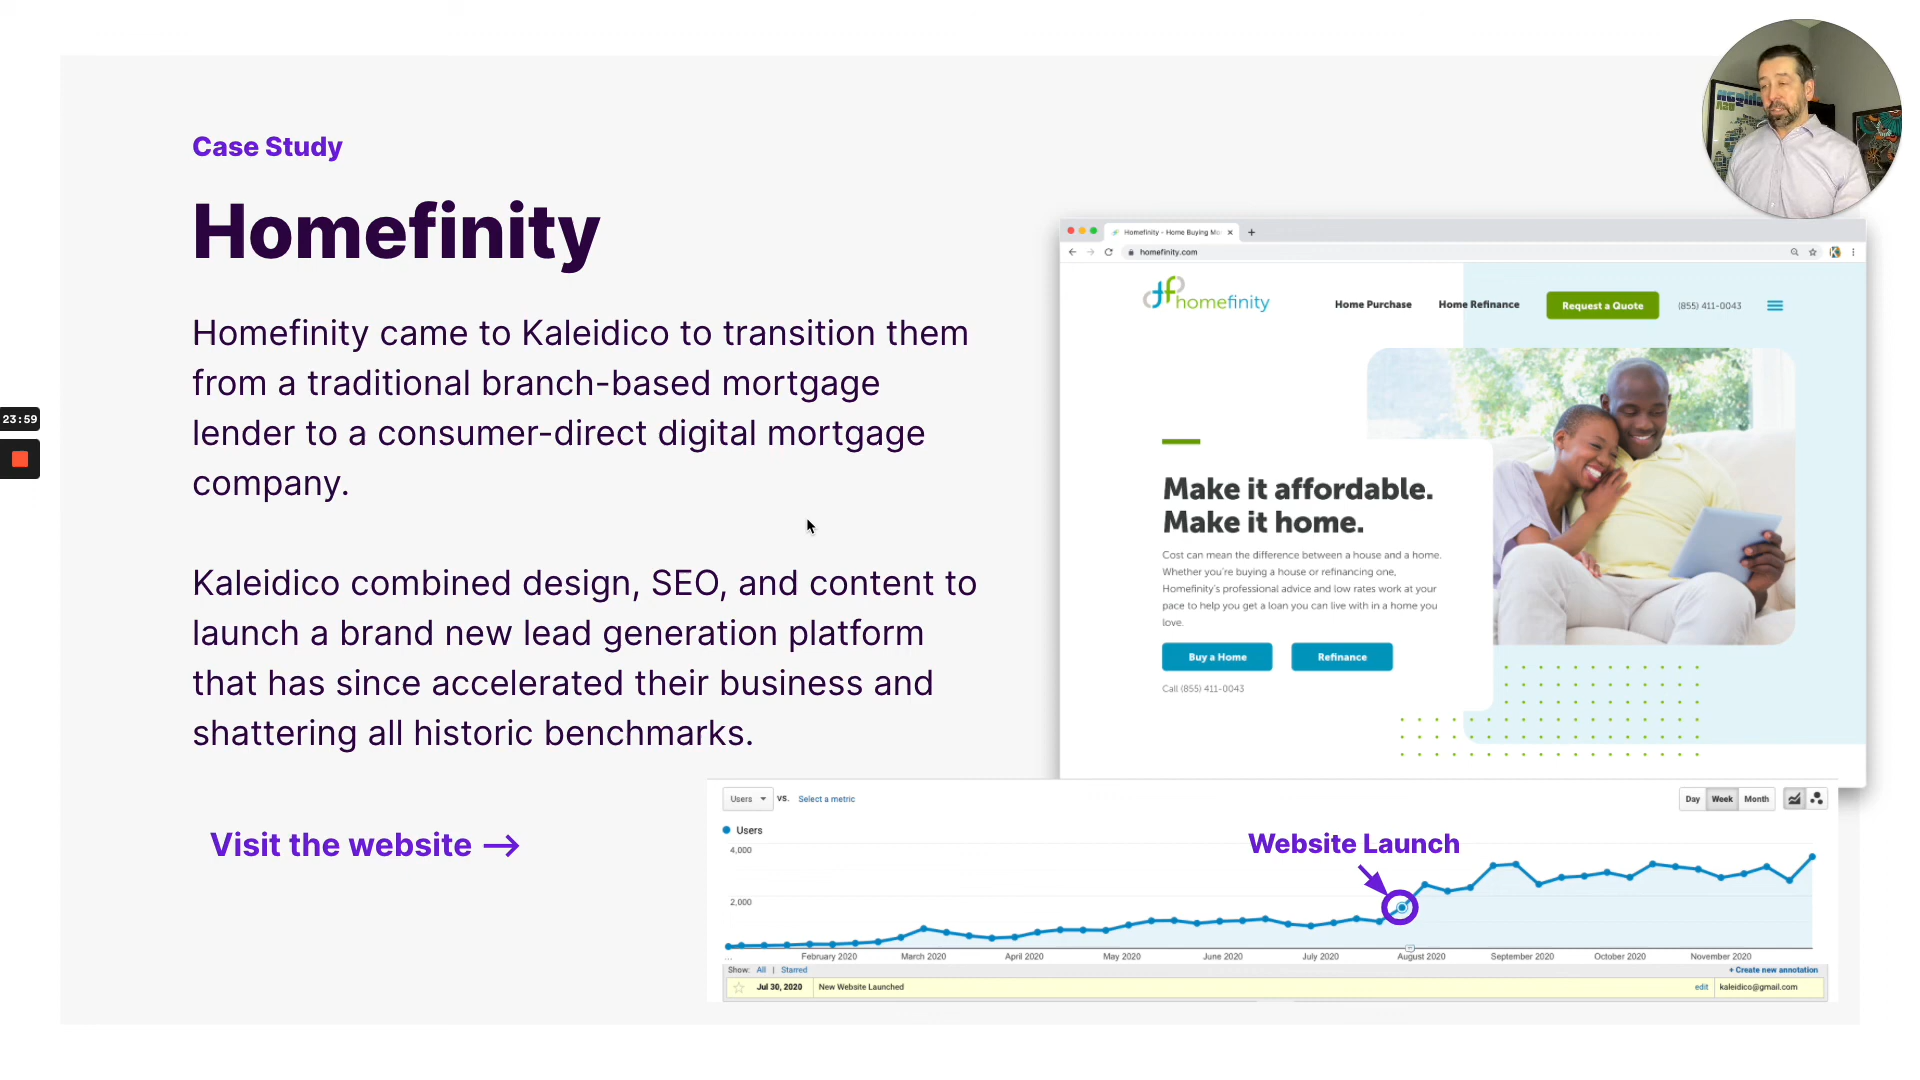 Case Study
Homefinity
Homefinity came to Kaleidico to transition them
from a traditional branch-based mortgage
lender to a consumer-direct digital mortgage
company.
Kaleidico combined design, SEO, and content to
launch a brand new lead generation platform
that has since accelerated their business and
shattering all historic benchmarks.
Visit the website →
23:59
Homefinity - Home Buying Mo
homefinity.com
homefinity
Home Purchase Home Refinance Request a Quote (855) 411-0043
Make it affordable.
Make it home.
Cost can mean the difference between a house and a home.
Whether you're buying a house or refinancing one,
Homefinity's professional advice and low rates work at your
pace to help you get a loan you can live with in a home you
love.
Buy a Home Refinance
Call (855) 411-0043
Users VS. Select a metric
Day Week Month
Users
Website Launch
4,000
2,000
... February 2020 March 2020 April 2020 May 2020 June 2020 July 2020 August 2020 September 2020 October 2020 November 2020
Show: All | Starred
+ Create new annotation
Jul 30, 2020 New Website Launched edit kaleidico@gmail.com